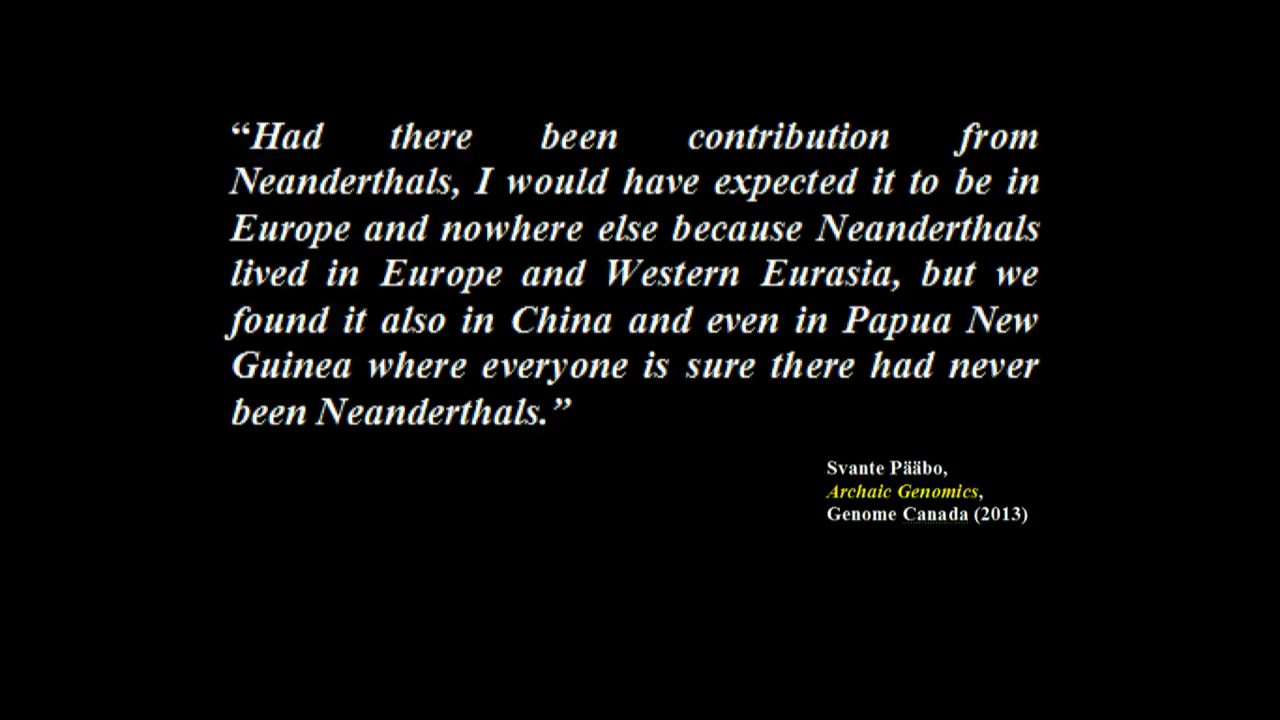 “Had there been contribution from
Neanderthals, I would have expected it to be in
Europe and nowhere else because Neanderthals
lived in Europe and Western Eurasia, but we
found it also in China and even in Papua New
Guinea where everyone is sure there had never
been Neanderthals.”
Svante Pääbo,
Archaic Genomics,
Genome Canada (2013)